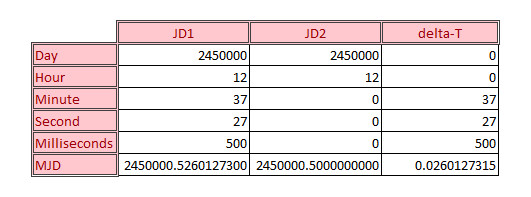 JD1 JD2 delta-T
Day 2450000 2450000 0
Hour 12 12 0
Minute 37 0 37
Second 27 0 27
Milliseconds 500 0 500
MJD 2450000.5260127300 2450000.5000000000 0.0260127315